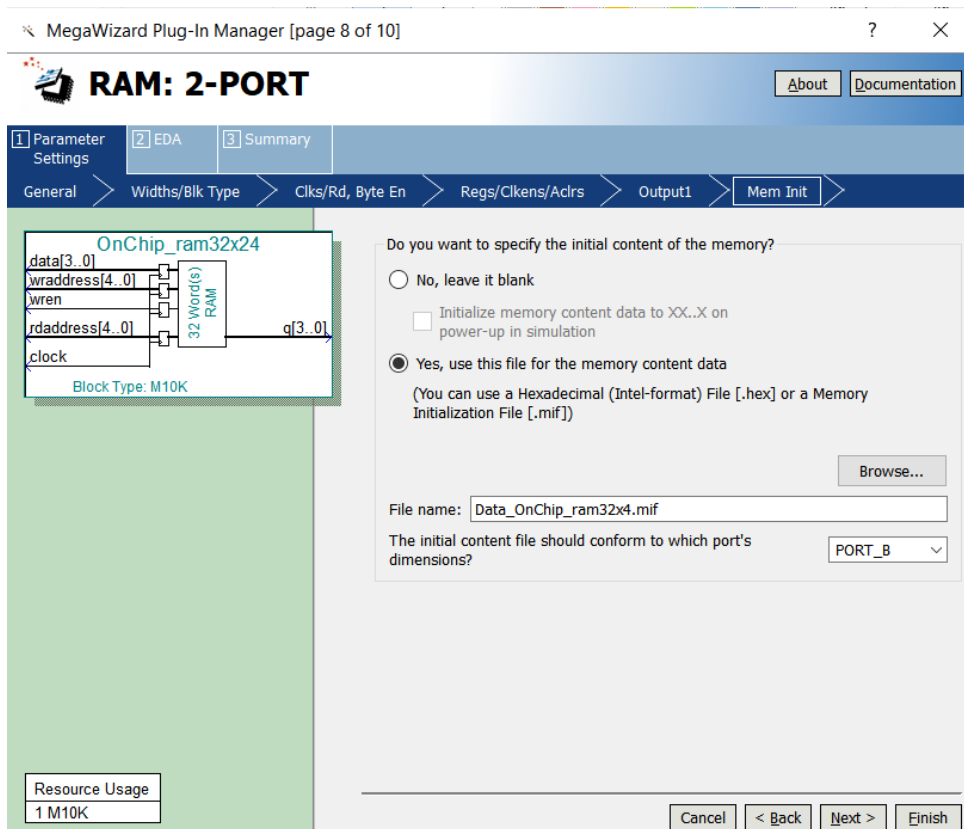 MegaWizard Plug-In Manager [page 8 of 10]
?
RAM: 2-PORT
About
Documentation
1 Parameter Settings
2 EDA
3 Summary
General
Widths/Blk Type
Clks/Rd, Byte En
Regs/Clkens/Aclrs
Output1
Mem Init
OnChip_ram32x24
data[3..0]
wraddress[4..0]
wren
rdaddress[4..0]
clock
32 Word(s)
RAM
q[3..0]
Block Type: M10K
Do you want to specify the initial content of the memory?
No, leave it blank
Initialize memory content data to XX..X on
power-up in simulation
Yes, use this file for the memory content data
(You can use a Hexadecimal (Intel-format) File [.hex] or a Memory
Initialization File [.mif])
Browse...
File name: Data_OnChip_ram32x4.mif
The initial content file should conform to which port's
dimensions?
PORT_B
Resource Usage
1 M10K
Cancel
< Back
Next >
Finish